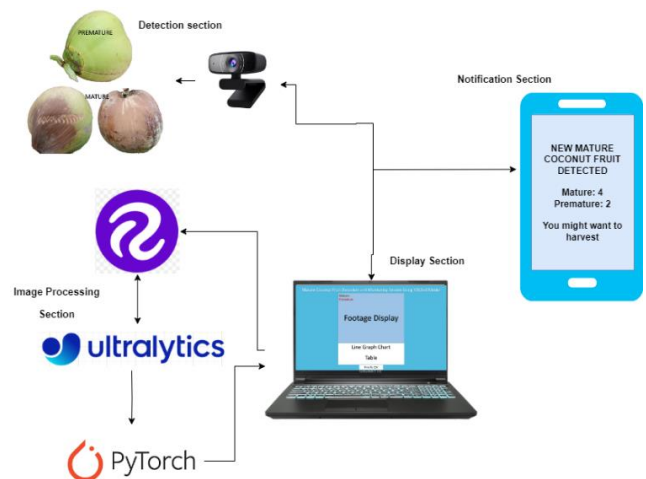 Detection section
PREMATURE
MATURE
Notification Section
NEW MATURE
COCONUT FRUIT
DETECTED
Mature: 4
Premature: 2
You might want to
harvest
Display Section
Footage Display
Line Graph Chart
Table
Image Processing
Section
ultralytics
PyTorch